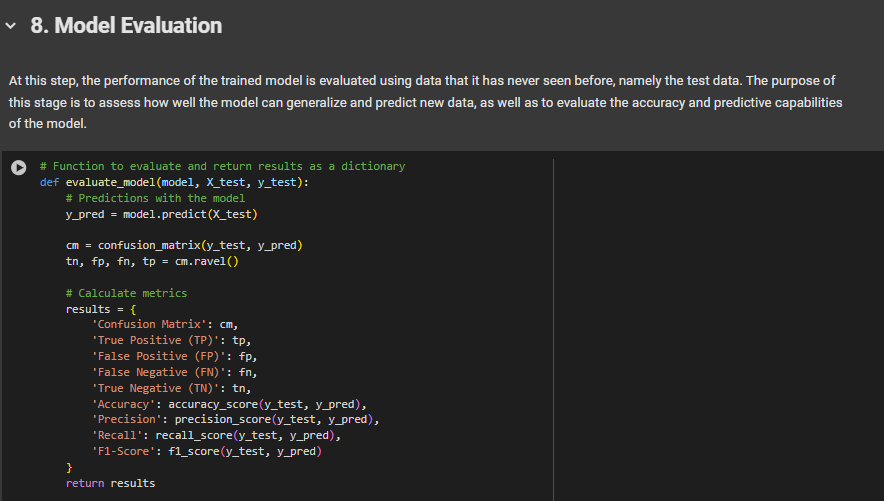 8. Model Evaluation
At this step, the performance of the trained model is evaluated using data that it has never seen before, namely the test data. The purpose of
this stage is to assess how well the model can generalize and predict new data, as well as to evaluate the accuracy and predictive capabilities
of the model.
# Function to evaluate and return results as a dictionary
def evaluate_model(model, X_test, y_test):
    # Predictions with the model
    y_pred = model.predict(X_test)

    cm = confusion_matrix(y_test, y_pred)
    tn, fp, fn, tp = cm.ravel()

    # Calculate metrics
    results = {
        'Confusion Matrix': cm,
        'True Positive (TP)': tp,
        'False Positive (FP)': fp,
        'False Negative (FN)': fn,
        'True Negative (TN)': tn,
        'Accuracy': accuracy_score(y_test, y_pred),
        'Precision': precision_score(y_test, y_pred),
        'Recall': recall_score(y_test, y_pred),
        'F1-Score': f1_score(y_test, y_pred)
    }
    return results